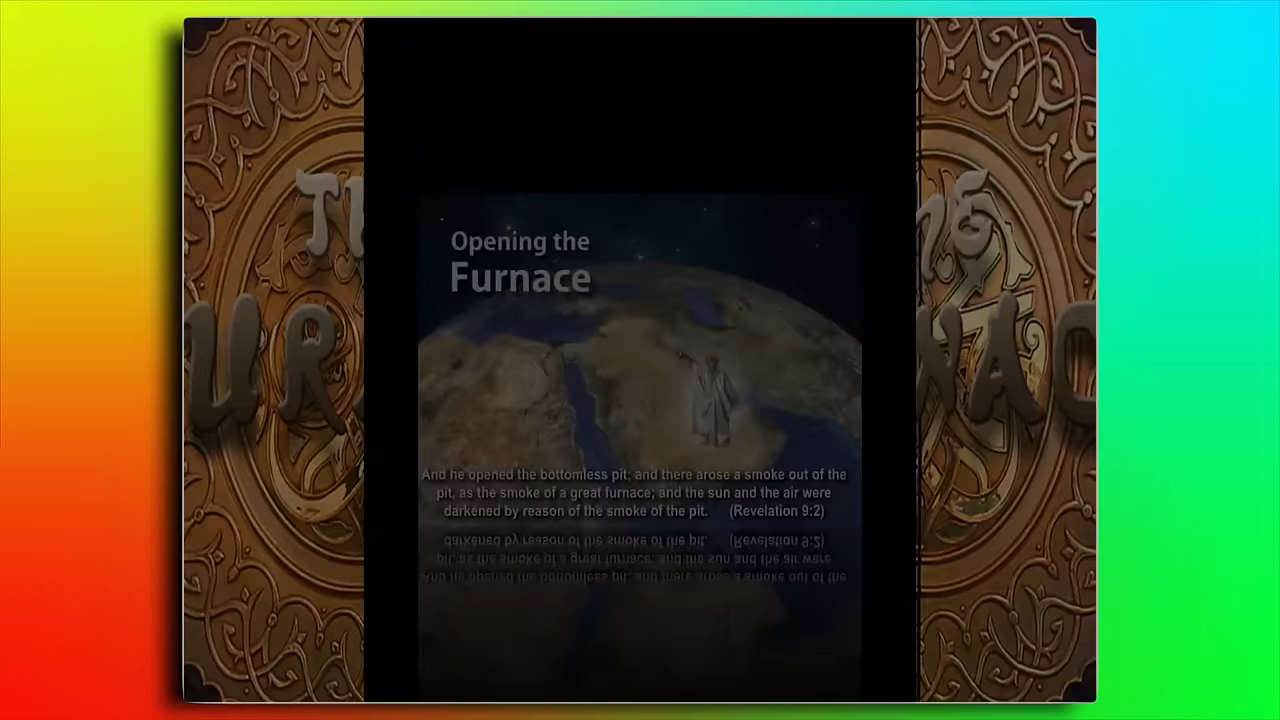 Opening the
Furnace
And he opened the bottomless pit; and there arose a smoke out of the
pit, as the smoke of a great furnace; and the sun and the air were
darkened by reason of the smoke of the pit. (Revelation 9:2)